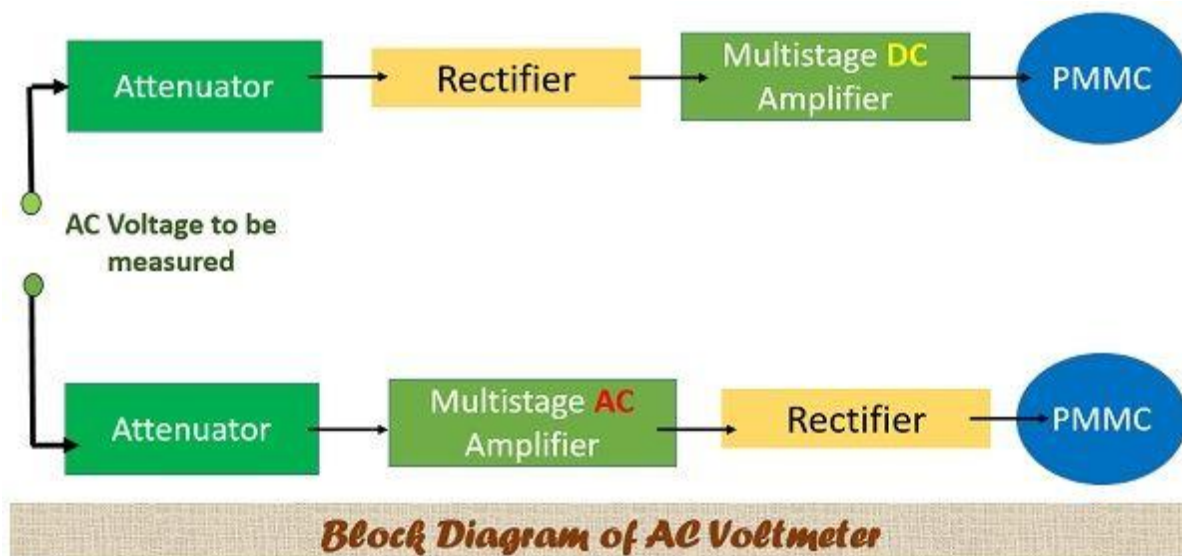 Attenuator
Rectifier
Multistage DC
Amplifier
PMMC
AC Voltage to be
measured
Attenuator
Multistage AC
Amplifier
Rectifier
PMMC
Block Diagram of AC Voltmeter